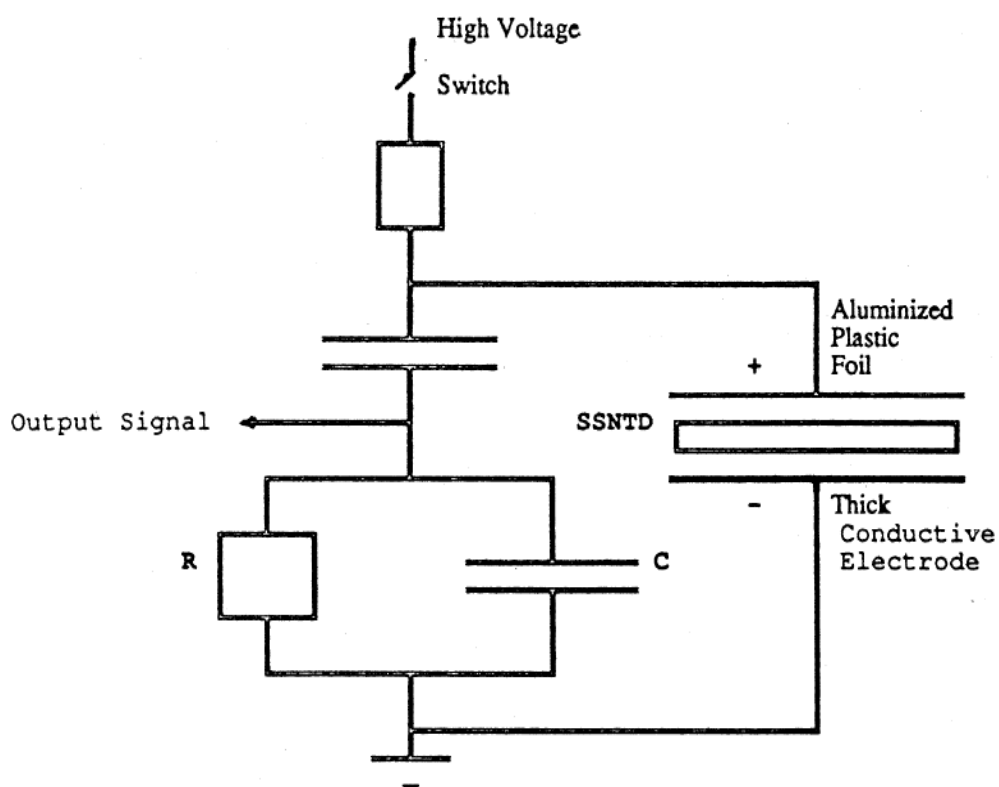 High Voltage
Switch
Aluminized
Plastic
Foil
+
Output Signal
SSNTD
-
Thick
Conductive
Electrode
R
C
-